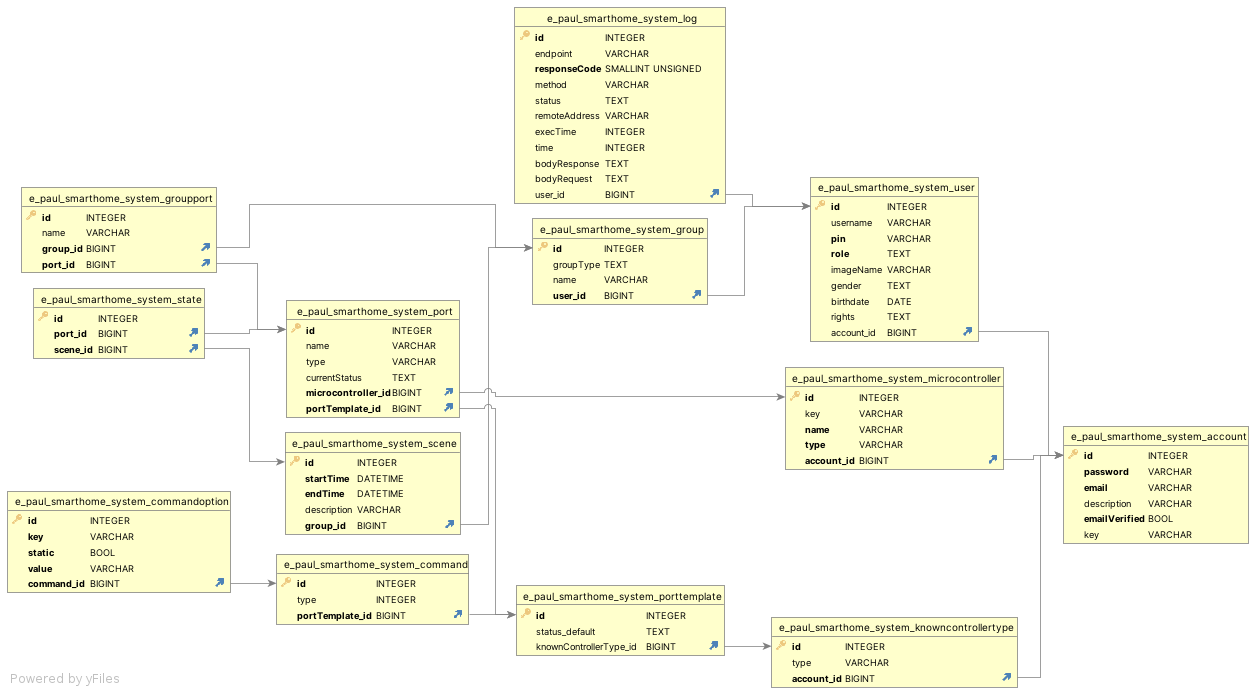 e_paul_smarthome_system_log
id INTEGER
endpoint VARCHAR
responseCode SMALLINT UNSIGNED
method VARCHAR
status TEXT
remoteAddress VARCHAR
execTime INTEGER
time INTEGER
bodyResponse TEXT
bodyRequest TEXT
user_id BIGINT
e_paul_smarthome_system_user
id INTEGER
username VARCHAR
pin VARCHAR
role TEXT
imageName VARCHAR
gender TEXT
birthdate DATE
rights TEXT
account_id BIGINT
e_paul_smarthome_system_groupport
id INTEGER
name VARCHAR
group_id BIGINT
port_id BIGINT
e_paul_smarthome_system_group
id INTEGER
groupType TEXT
name VARCHAR
user_id BIGINT
e_paul_smarthome_system_state
id INTEGER
port_id BIGINT
scene_id BIGINT
e_paul_smarthome_system_port
id INTEGER
name VARCHAR
type VARCHAR
currentStatus TEXT
microcontroller_id BIGINT
portTemplate_id BIGINT
e_paul_smarthome_system_microcontroller
id INTEGER
key VARCHAR
name VARCHAR
type VARCHAR
account_id BIGINT
e_paul_smarthome_system_account
id INTEGER
password VARCHAR
email VARCHAR
description VARCHAR
emailVerified BOOL
key VARCHAR
e_paul_smarthome_system_scene
id INTEGER
startTime DATETIME
endTime DATETIME
description VARCHAR
group_id BIGINT
e_paul_smarthome_system_commandoption
id INTEGER
key VARCHAR
static BOOL
value VARCHAR
command_id BIGINT
e_paul_smarthome_system_command
id INTEGER
type INTEGER
portTemplate_id BIGINT
e_paul_smarthome_system_porttemplate
id INTEGER
status_default TEXT
knownControllerType_id BIGINT
e_paul_smarthome_system_knowncontrollertype
id INTEGER
type VARCHAR
account_id BIGINT
Powered by yFiles